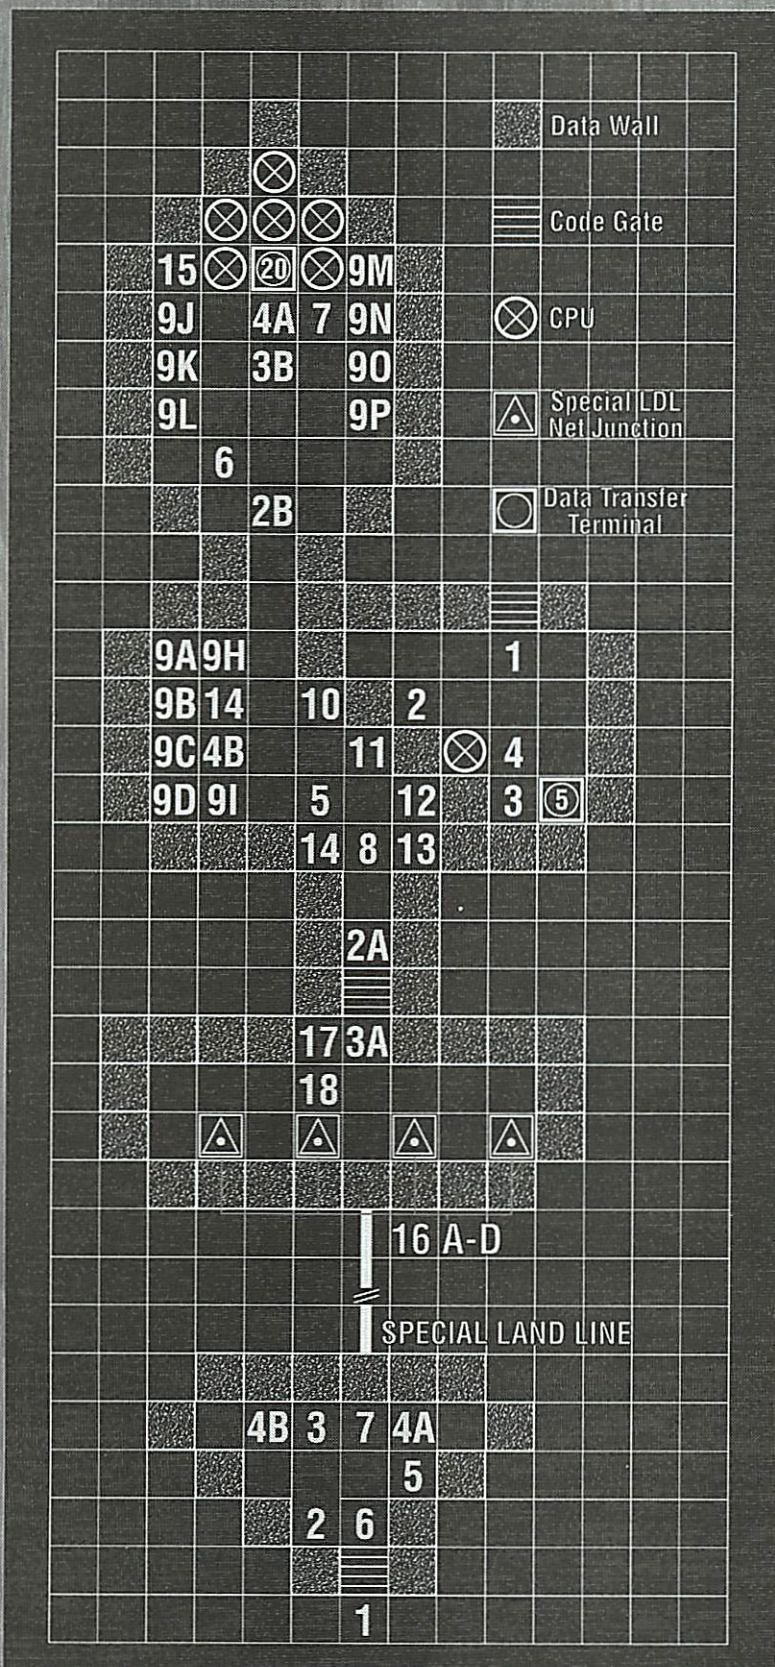 Data Wall
Code Gate
15 20 9M
9J 4A 7 9N
CPU
9K 3B 9O
9L 9P
Special LDL
Net Junction
6
2B
Data Transfer
Terminal
9A 9H 1
9B 14 10 2
9C 4B 11 4
9D 9I 5 12 3 5
14 8 13
2A
17 3A
18
16 A-D
SPECIAL LAND LINE
4B 3 7 4A
5
2 6
1